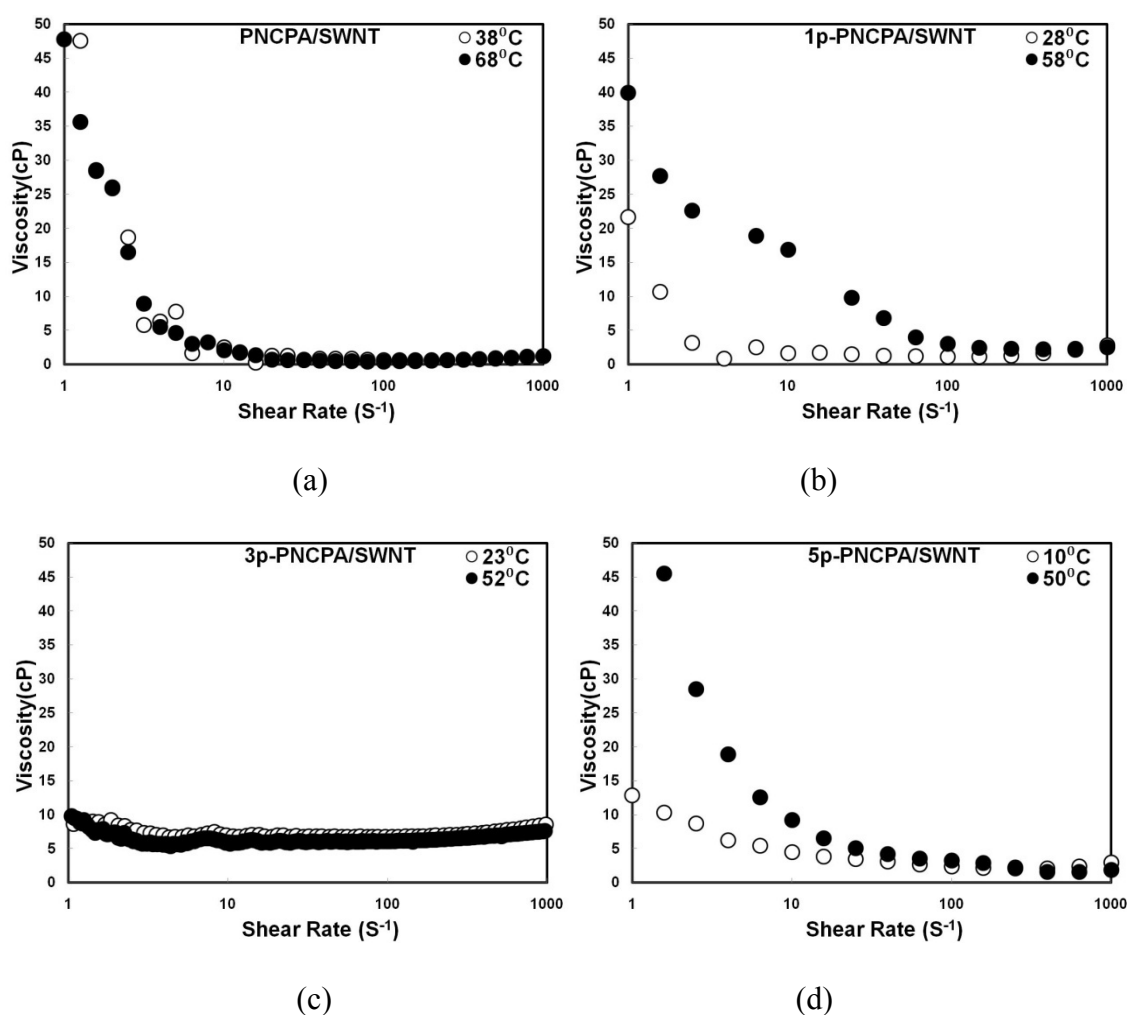 PNCPA/SWNT
○ 38⁰C
● 68⁰C
50
45
40
35
30
25
20
15
10
5
0
Viscosity(cP)
1 10 100 1000
Shear Rate (S⁻¹)
(a)
1p-PNCPA/SWNT
○ 28⁰C
● 58⁰C
50
45
40
35
30
25
20
15
10
5
0
Viscosity(cP)
1 10 100 1000
Shear Rate (S⁻¹)
(b)
3p-PNCPA/SWNT
○ 23⁰C
● 52⁰C
50
45
40
35
30
25
20
15
10
5
0
Viscosity(cP)
1 10 100 1000
Shear Rate (S⁻¹)
(c)
5p-PNCPA/SWNT
○ 10⁰C
● 50⁰C
50
45
40
35
30
25
20
15
10
5
0
Viscosity(cP)
1 10 100 1000
Shear Rate (S⁻¹)
(d)